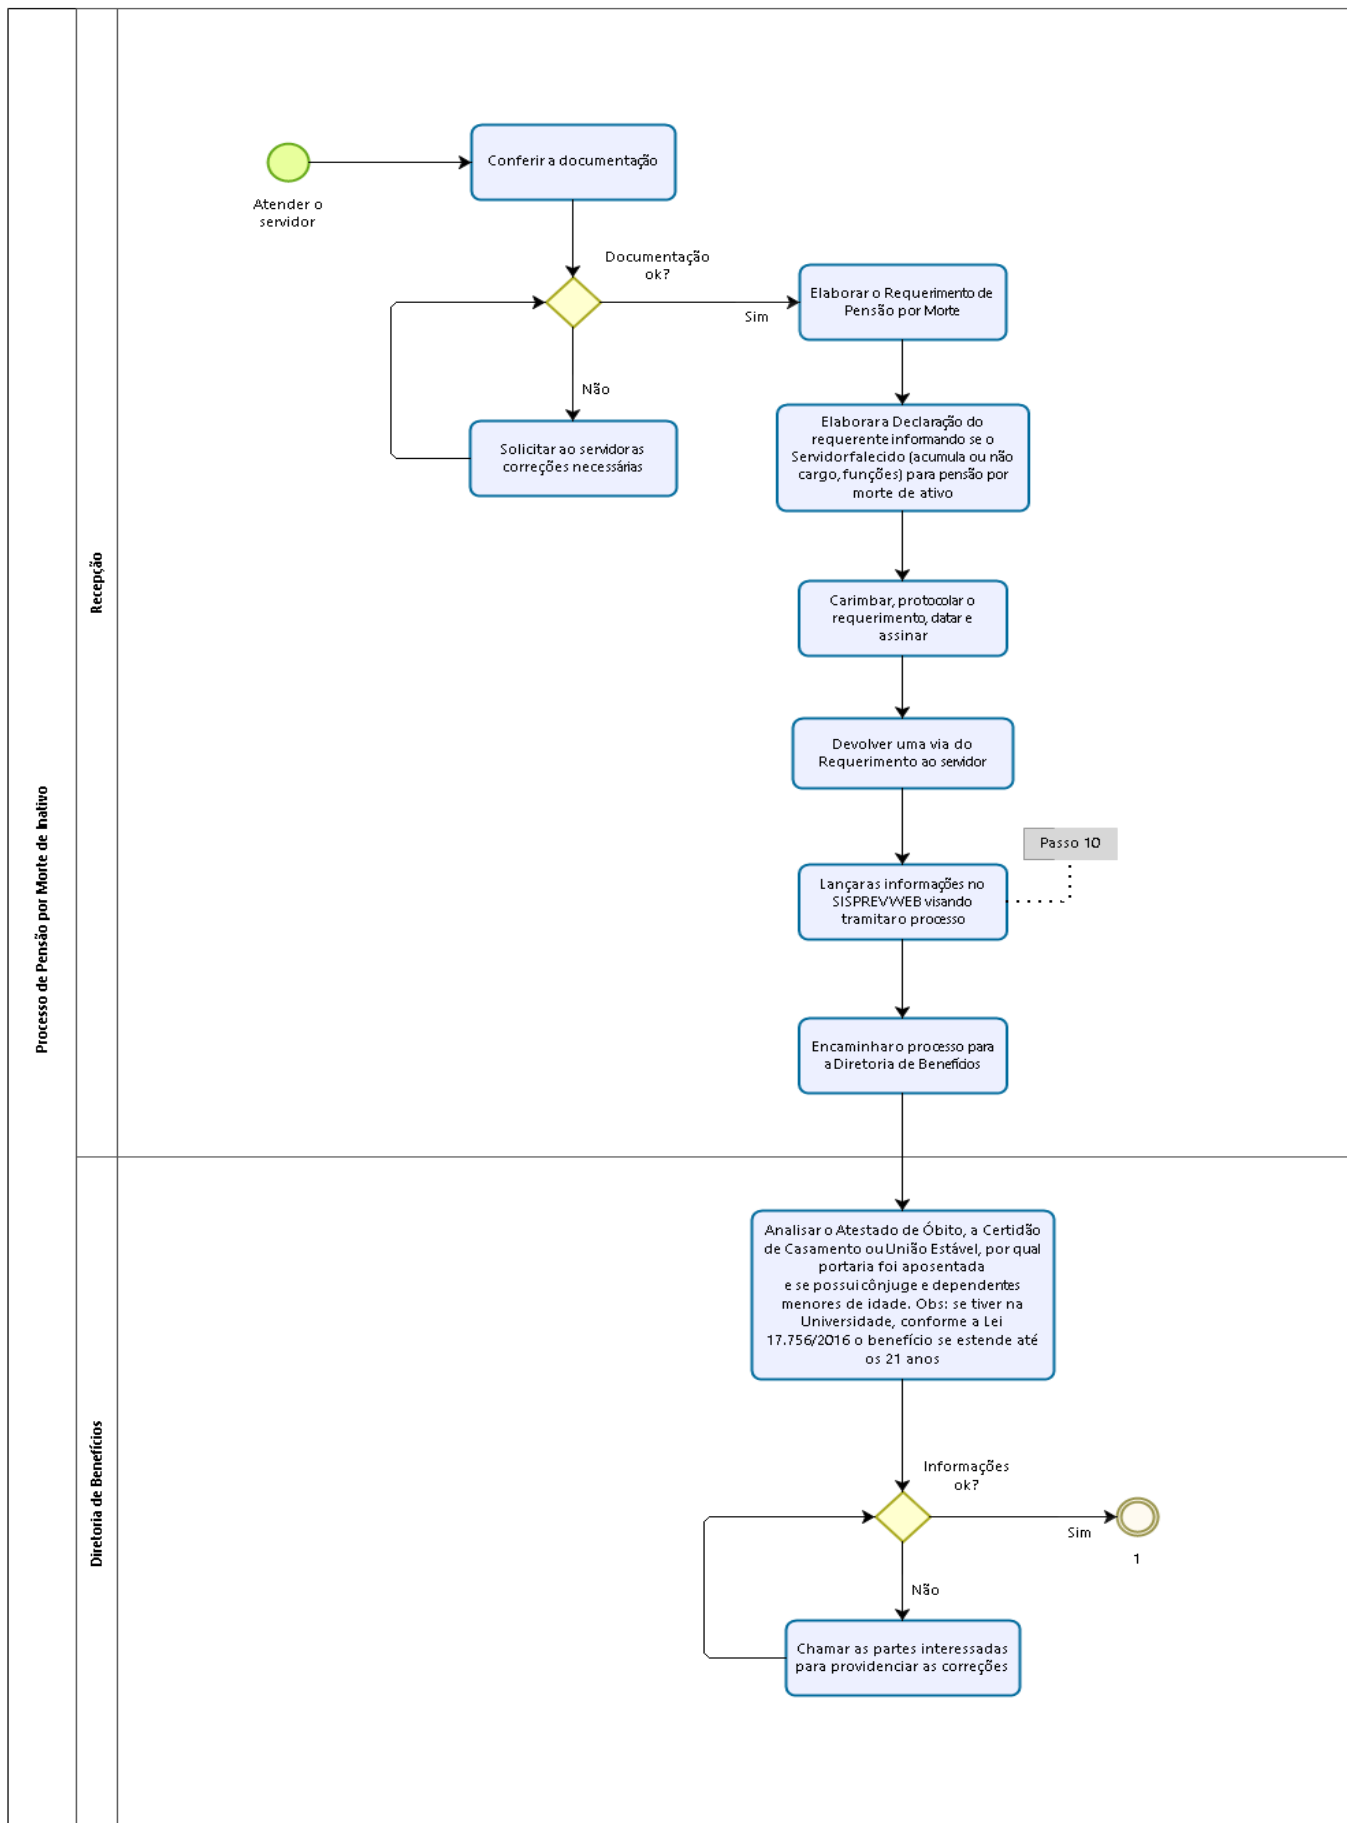 Processo de Pensão por Morte de Inativo
Recepção
Atender o
servidor
Conferir a documentação
Documentação
ok?
Sim
Não
Solicitar ao servidor as
correções necessárias
Elaborar o Requerimento de
Pensão por Morte
Elaborar a Declaração do
requerente informando se o
Servidor falecido (acumula ou não
cargo, funções) para pensão por
morte de ativo
Carimbar, protocolar o
requerimento, datar e
assinar
Devolver uma via do
Requerimento ao servidor
Passo 10
Lançar as informações no
SISPREVWEB visando
tramitar o processo
Encaminhar o processo para
a Diretoria de Benefícios
Diretoria de Benefícios
Analisar o Atestado de Óbito, a Certidão
de Casamento ou União Estável, por qual
portaria foi aposentada
e se possui cônjuge e dependentes
menores de idade. Obs: se tiver na
Universidade, conforme a Lei
17.756/2016 o benefício se estende até
os 21 anos
Informações
ok?
Sim
1
Não
Chamar as partes interessadas
para providenciar as correções